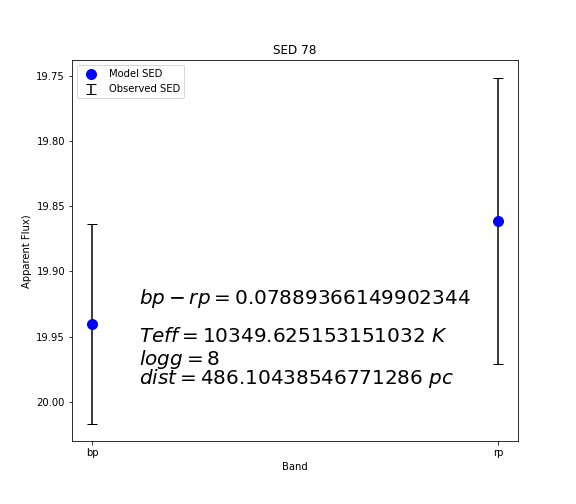 SED 78
Model SED
Observed SED
19.75
19.80
19.85
19.90
19.95
20.00
Apparent Flux)
bp − rp = 0.07889366149902344
Teff = 10349.625153151032 K
logg = 8
dist = 486.10438546771286 pc
bp
rp
Band